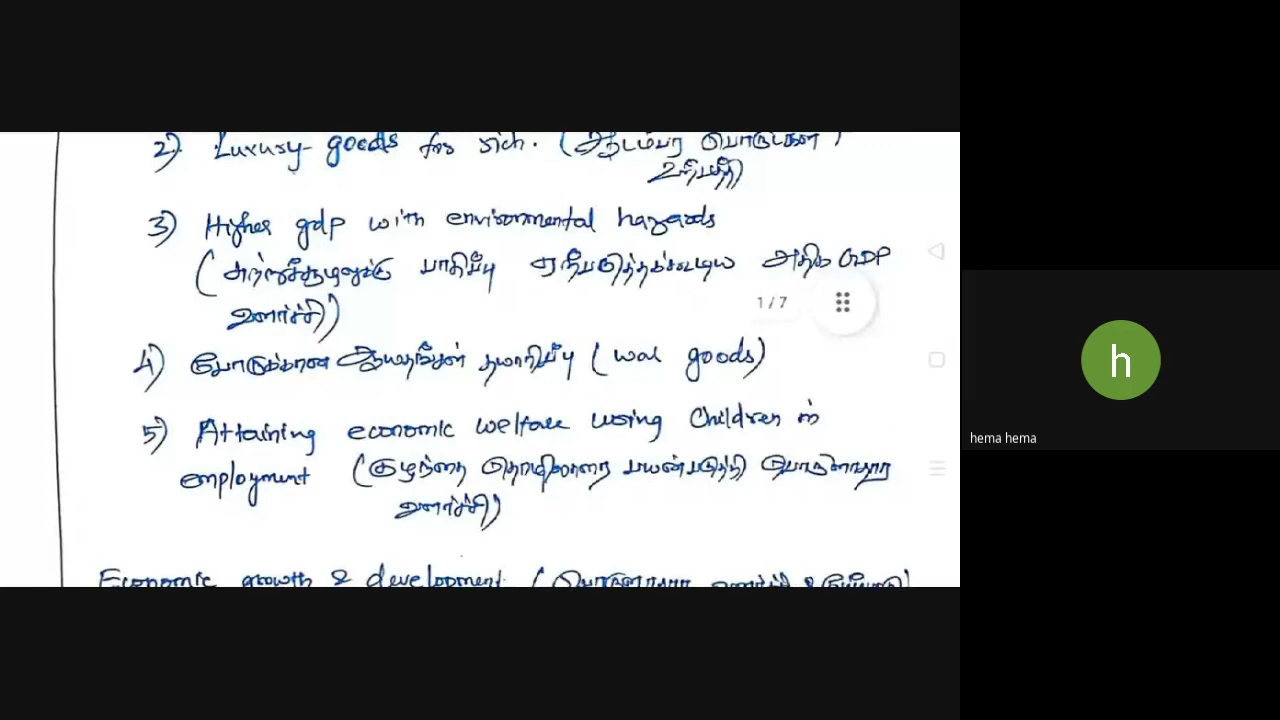 2) Luxury goods for rich. (ஆடம்பர பொருட்கள்
உற்பத்தி)
3) Higher gdp with environmental hazards
(சுற்றுச்சூழலுக்கு பாதிப்பு ஏற்படுத்தக்கூடிய அதிக GDP
வளர்ச்சி)
1 / 7
4) போருக்கான ஆயுதங்கள் தயாரிப்பு (war goods)
h
5) Attaining economic welfare using children in
hema hema
employment (குழந்தை தொழிலாளரை பயன்படுத்தி பொருளாதார
வளர்ச்சி)
Economic growth & development. (பொருளாதார வளர்ச்சி &